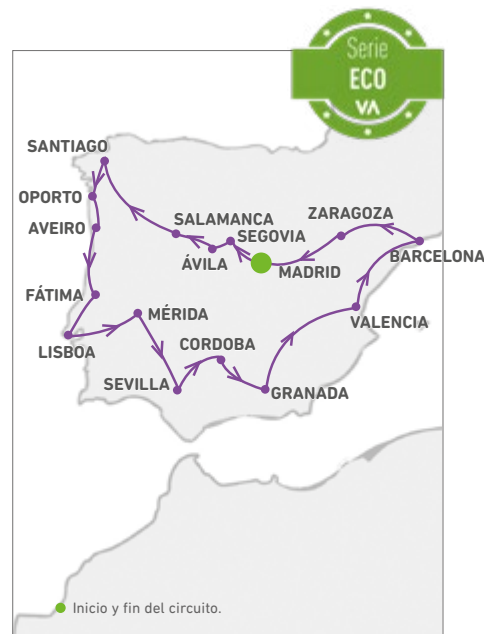 Serie
ECO
VA
SANTIAGO
OPORTO
AVEIRO
SALAMANCA
ZARAGOZA
SEGOVIA
BARCELONA
ÁVILA
MADRID
FÁTIMA
MÉRIDA
VALENCIA
LISBOA
CORDOBA
SEVILLA
GRANADA
Inicio y fin del circuito.